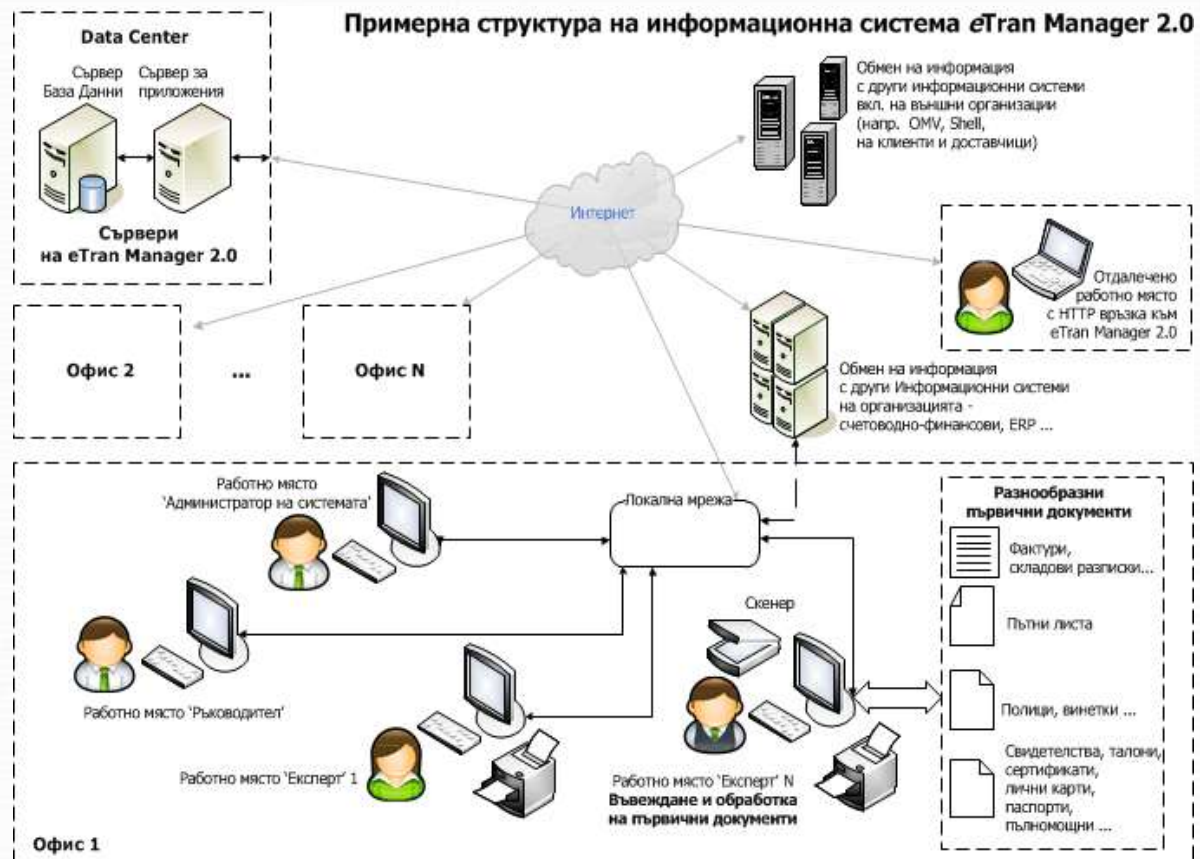 Примерна структура на информационна система eTran Manager 2.0
Data Center
Сървер
База Данни
Сървер за
приложения
Сървери
на eTran Manager 2.0
Обмен на информация
с други информационни системи
вкл. на външни организации
(напр. OMV, Shell,
на клиенти и доставчици)
Интернет
Отдалечено
работно място
с HTTP връзка към
eTran Manager 2.0
Офис 2
...
Офис N
Обмен на информация
с други Информационни системи
на организацията -
счетоводно-финансови, ERP ...
Работно място
'Администратор на системата'
Локална мрежа
Разнообразни
първични документи
Фактури,
складови разписки...
Пътни листа
Полици, винетки ...
Свидетелства, талони,
сертификати,
лични карти,
паспорти,
пълномощни ...
Скенер
Работно място 'Ръководител'
Работно място 'Експерт' 1
Работно място 'Експерт' N
Въвеждане и обработка
на първични документи
Офис 1